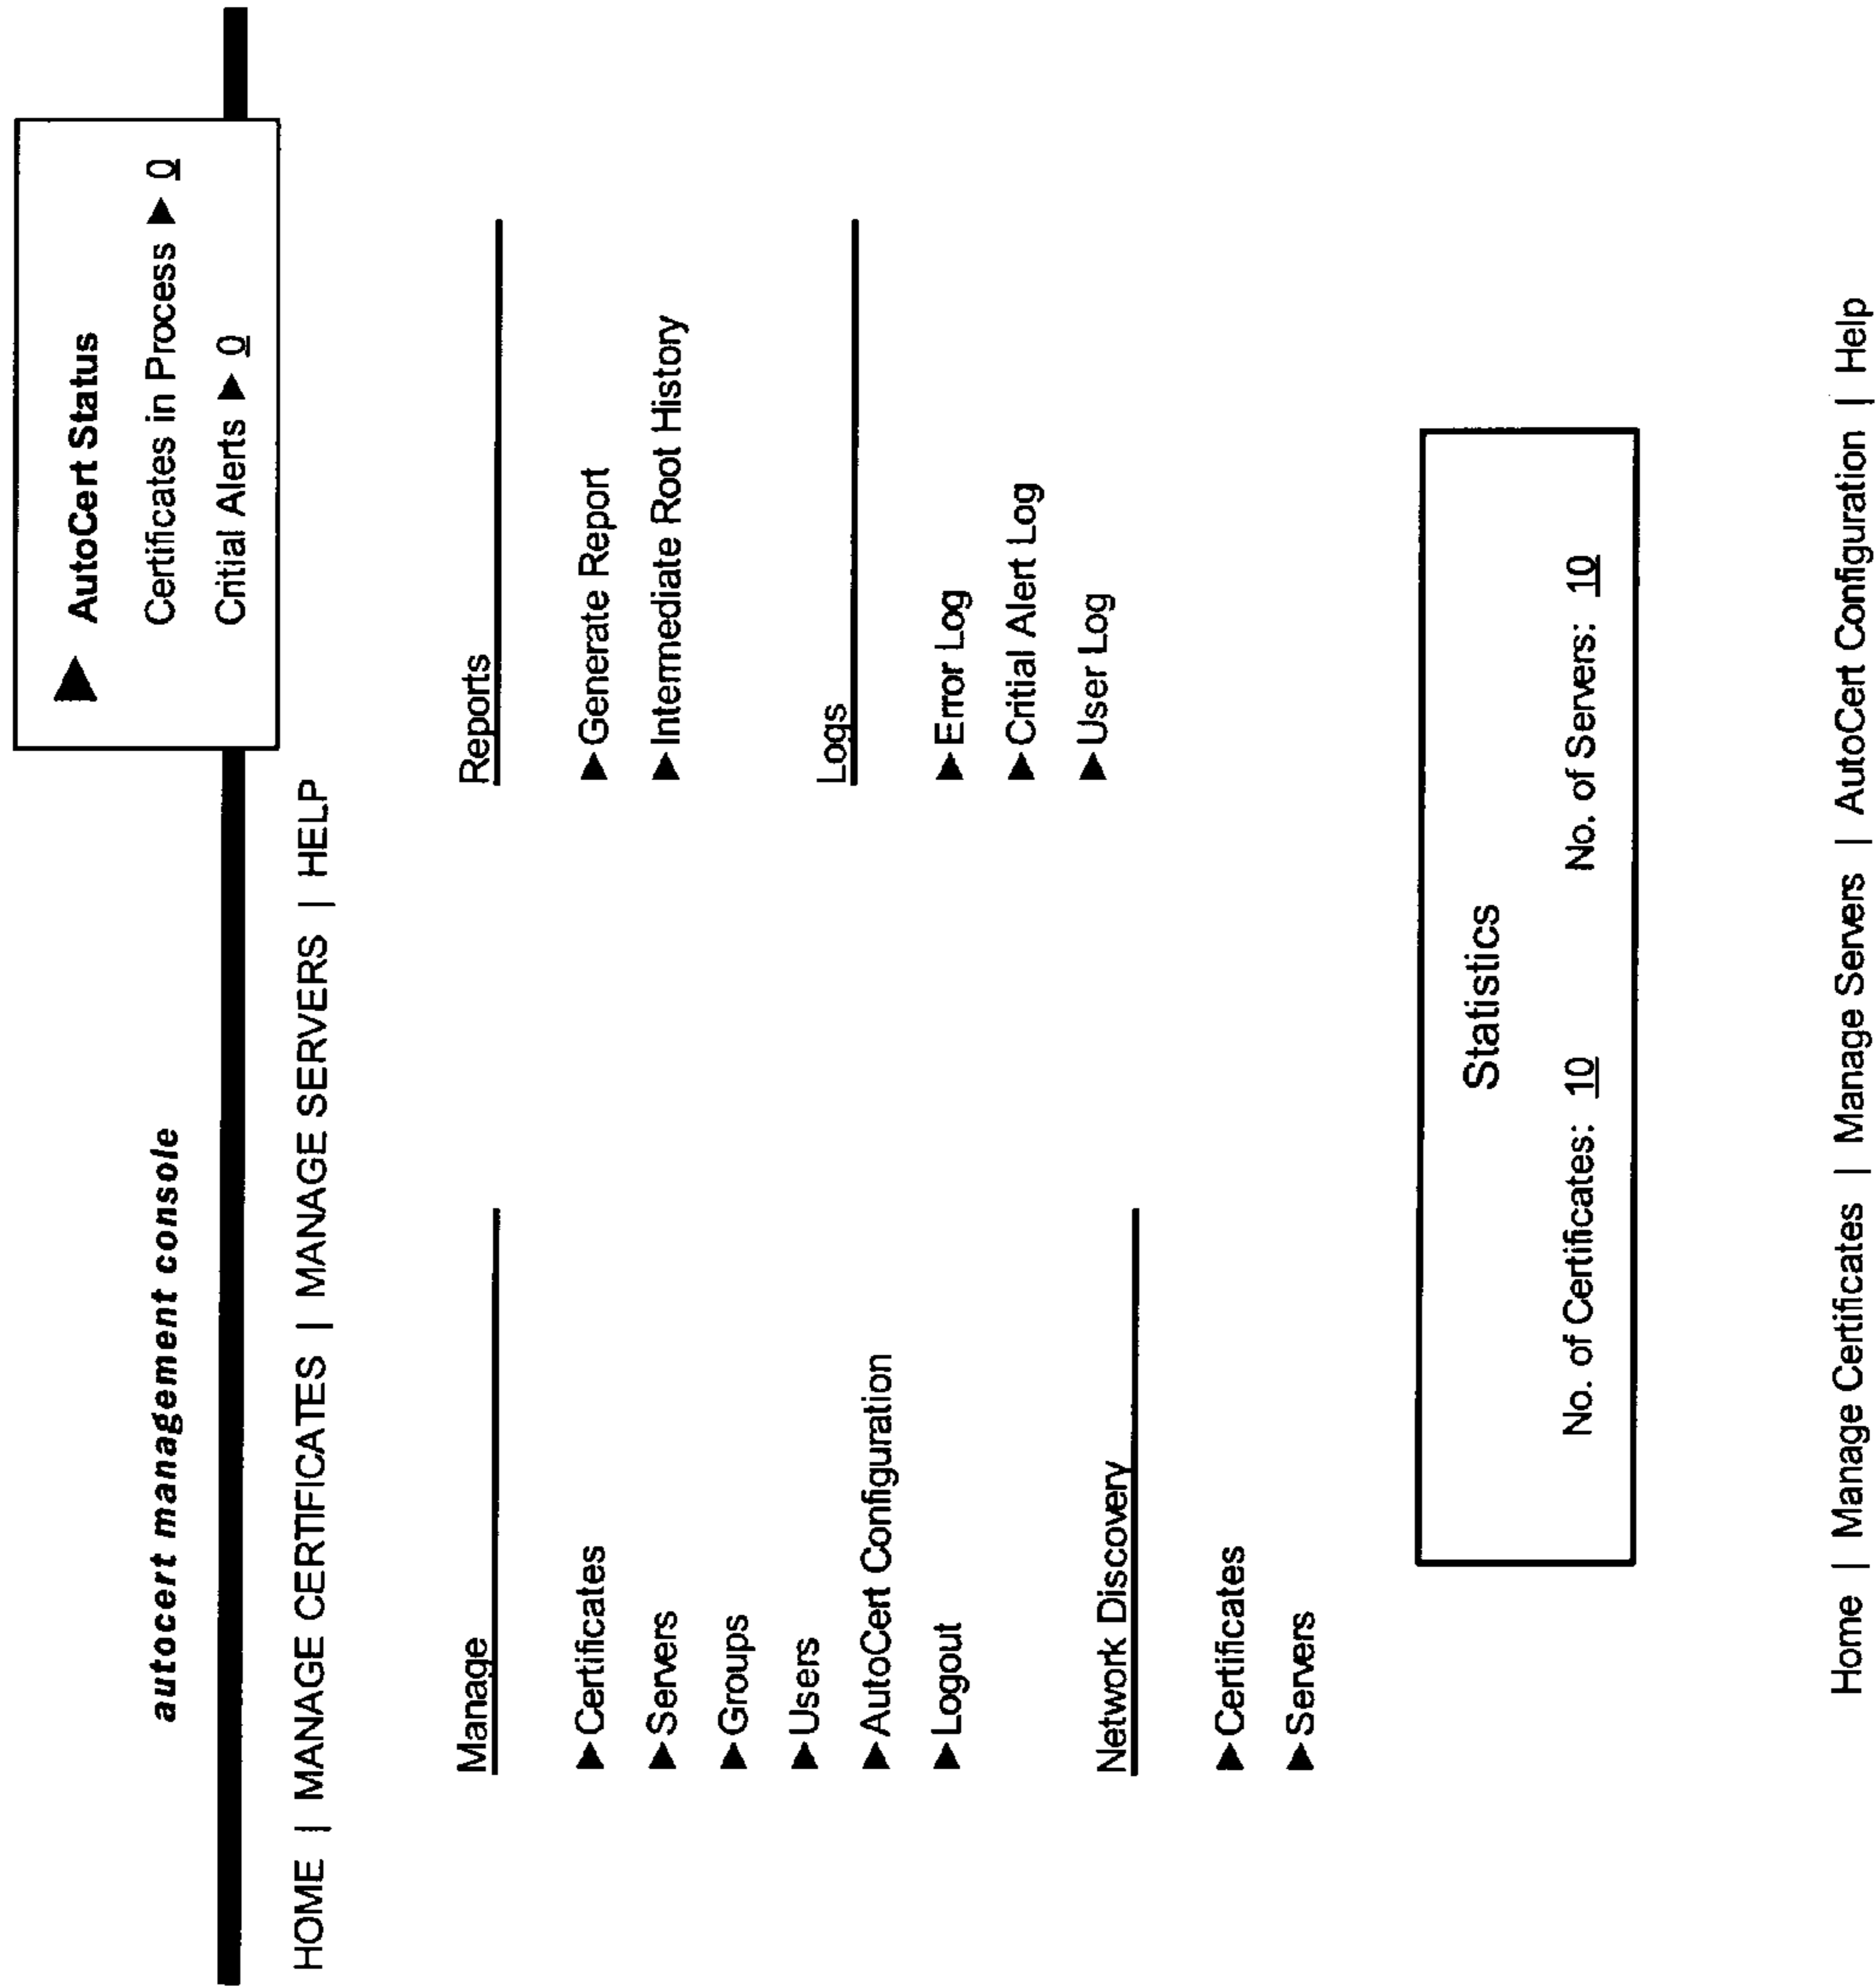 autocert management console
AutoCert Status
Certificates in Process ▶ 0
Critial Alerts ▶ 0
HOME | MANAGE CERTIFICATES | MANAGE SERVERS | HELP
Manage
▶Certificates
▶Servers
▶Groups
▶Users
▶AutoCert Configuration
▶Logout
Network Discovery
▶Certificates
▶Servers
Reports
▶Generate Report
▶Intermediate Root History
Logs
▶Error Log
▶Critial Alert Log
▶User Log
Statistics
No. of Certificates: 10 No. of Servers: 10
Home | Manage Certificates | Manage Servers | AutoCert Configuration | Help